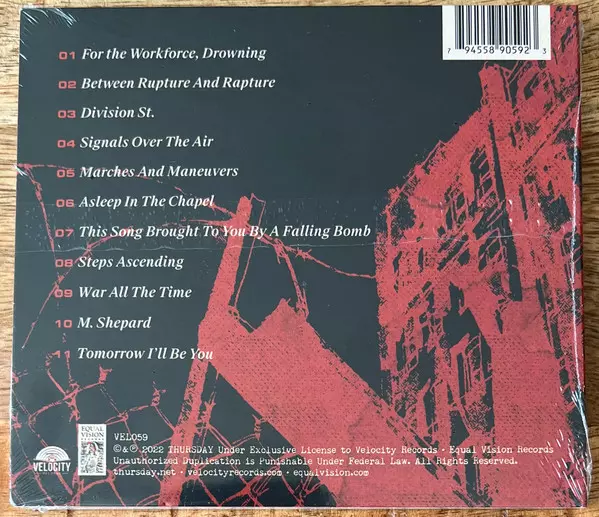 7 94558 90592 3
01 For the Workforce, Drowning
02 Between Rupture And Rapture
03 Division St.
04 Signals Over The Air
05 Marches And Maneuvers
06 Asleep In The Chapel
07 This Song Brought To You By A Falling Bomb
08 Steps Ascending
09 War All The Time
10 M. Shepard
11 Tomorrow I'll Be You
VELOCITY
EQUAL
VISION
RECORDS
VEL059
©&℗ 2022 THURSDAY Under Exclusive License to Velocity Records · Equal Vision Records
Unauthorized Duplication is Punishable Under Federal Law. All Rights Reserved.
thursday.net · velocityrecords.com · equalvision.com